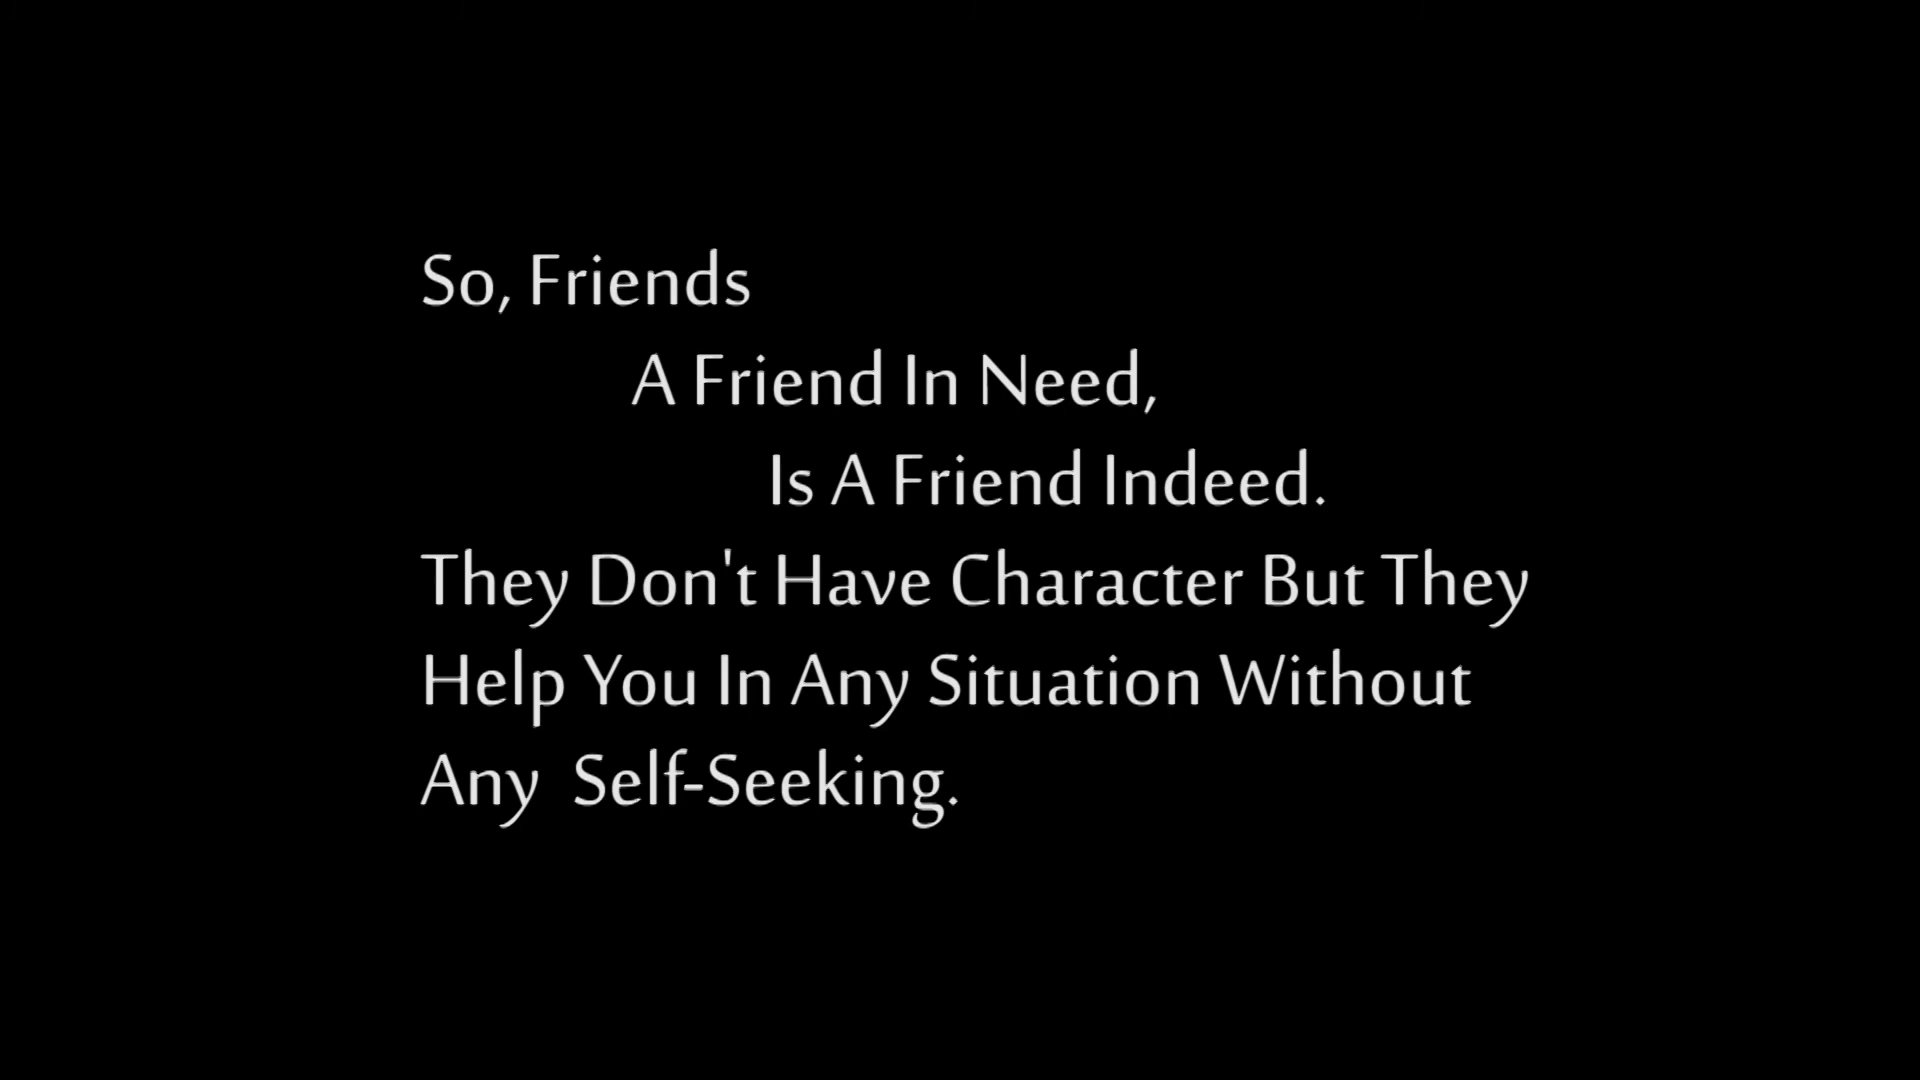 So, Friends
A Friend In Need,
Is A Friend Indeed.
They Don't Have Character But They
Help You In Any Situation Without
Any  Self-Seeking.